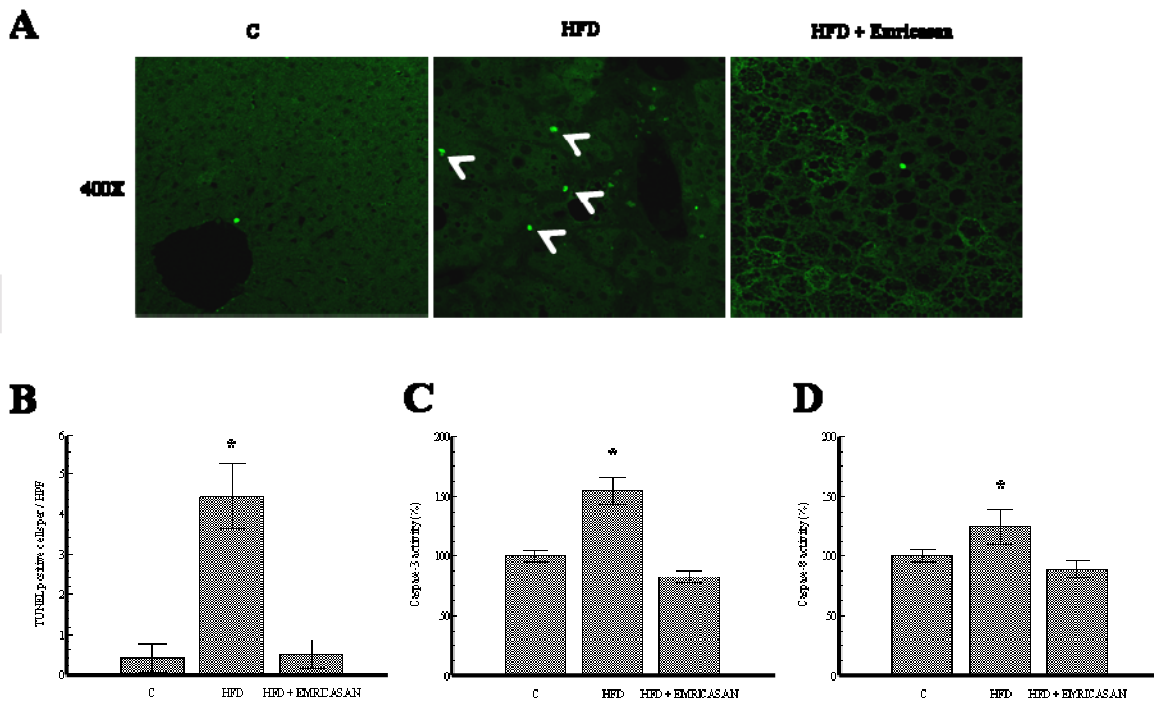 A
C
HFD
HFD + Emricasan
400X
B
TUNEL positive cells per / HPF
6
5
4
3
2
1
0
*
C
HFD
HFD + EMRICASAN
C
Caspase-3 activity (%)
200
150
100
50
0
*
C
HFD
HFD + EMRICASAN
D
Caspase-8 activity (%)
200
150
100
50
0
*
C
HFD
HFD + EMRICASAN